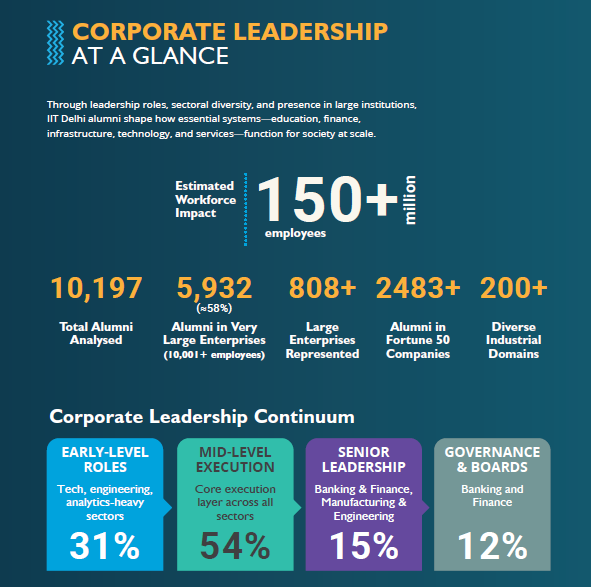 CORPORATE LEADERSHIP
AT A GLANCE
Through leadership roles, sectoral diversity, and presence in large institutions,
IIT Delhi alumni shape how essential systems—education, finance,
infrastructure, technology, and services—function for society at scale.
Estimated
Workforce
Impact
150+ million
employees
10,197
Total Alumni
Analysed
5,932
(≈58%)
Alumni in Very
Large Enterprises
(10,001+ employees)
808+
Large
Enterprises
Represented
2483+
Alumni in
Fortune 50
Companies
200+
Diverse
Industrial
Domains
Corporate Leadership Continuum
EARLY-LEVEL
ROLES
Tech, engineering,
analytics-heavy
sectors
31%
MID-LEVEL
EXECUTION
Core execution
layer across all
sectors
54%
SENIOR
LEADERSHIP
Banking & Finance,
Manufacturing &
Engineering
15%
GOVERNANCE
& BOARDS
Banking and
Finance
12%